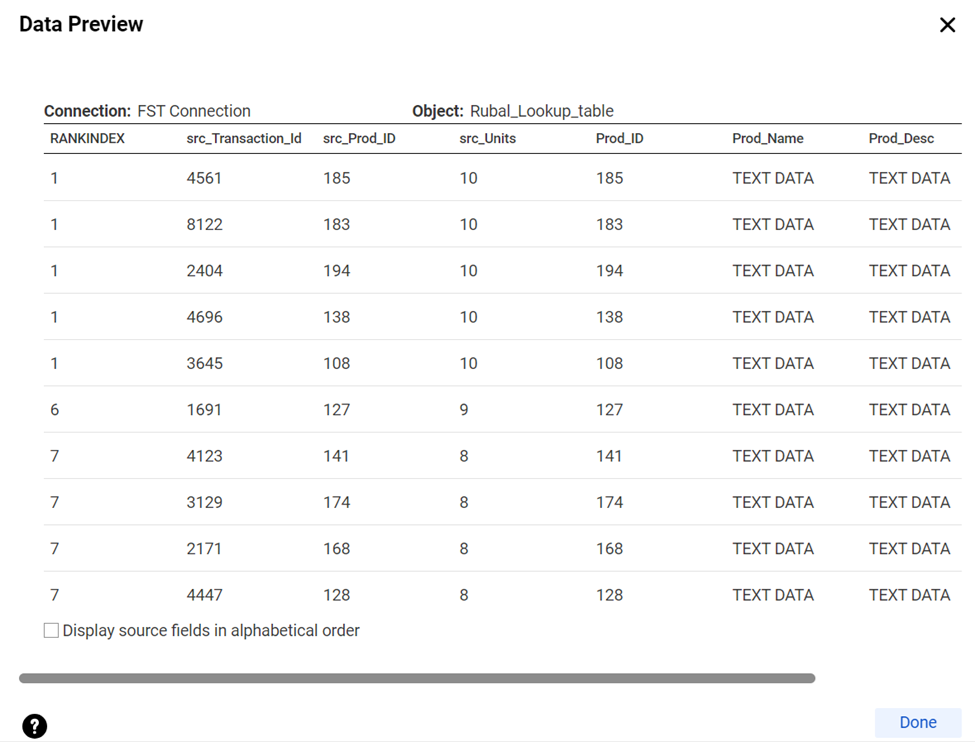 Data Preview
Connection: FST Connection Object: Rubal_Lookup_table
RANKINDEX src_Transaction_Id src_Prod_ID src_Units Prod_ID Prod_Name Prod_Desc
1 4561 185 10 185 TEXT DATA TEXT DATA
1 8122 183 10 183 TEXT DATA TEXT DATA
1 2404 194 10 194 TEXT DATA TEXT DATA
1 4696 138 10 138 TEXT DATA TEXT DATA
1 3645 108 10 108 TEXT DATA TEXT DATA
6 1691 127 9 127 TEXT DATA TEXT DATA
7 4123 141 8 141 TEXT DATA TEXT DATA
7 3129 174 8 174 TEXT DATA TEXT DATA
7 2171 168 8 168 TEXT DATA TEXT DATA
7 4447 128 8 128 TEXT DATA TEXT DATA
Display source fields in alphabetical order
?
Done